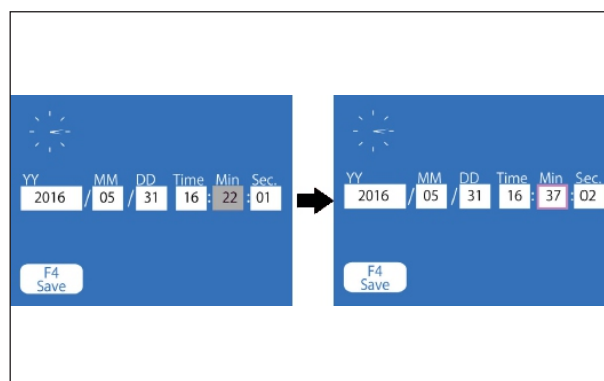 YY MM DD Time Min Sec.
2016 / 05 / 31 16 : 22 : 01
F4
Save
YY MM DD Time Min Sec.
2016 / 05 / 31 16 : 37 : 02
F4
Save